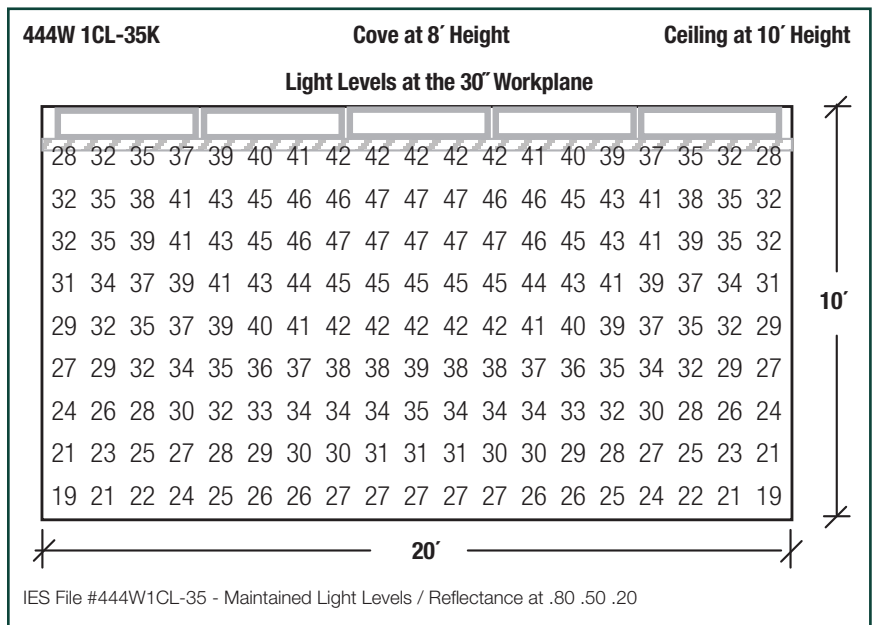 444W 1CL-35K Cove at 8´ Height Ceiling at 10´ Height
Light Levels at the 30˝ Workplane
28 32 35 37 39 40 41 42 42 42 42 42 41 40 39 37 35 32 28
32 35 38 41 43 45 46 46 47 47 47 46 46 45 43 41 38 35 32
32 35 39 41 43 45 46 47 47 47 47 47 46 45 43 41 39 35 32
31 34 37 39 41 43 44 45 45 45 45 45 44 43 41 39 37 34 31
10´
29 32 35 37 39 40 41 42 42 42 42 42 41 40 39 37 35 32 29
27 29 32 34 35 36 37 38 38 39 38 38 37 36 35 34 32 29 27
24 26 28 30 32 33 34 34 34 35 34 34 34 33 32 30 28 26 24
21 23 25 27 28 29 30 30 31 31 31 30 30 29 28 27 25 23 21
19 21 22 24 25 26 26 27 27 27 27 27 26 26 25 24 22 21 19
20´
IES File #444W1CL-35 - Maintained Light Levels / Reflectance at .80 .50 .20